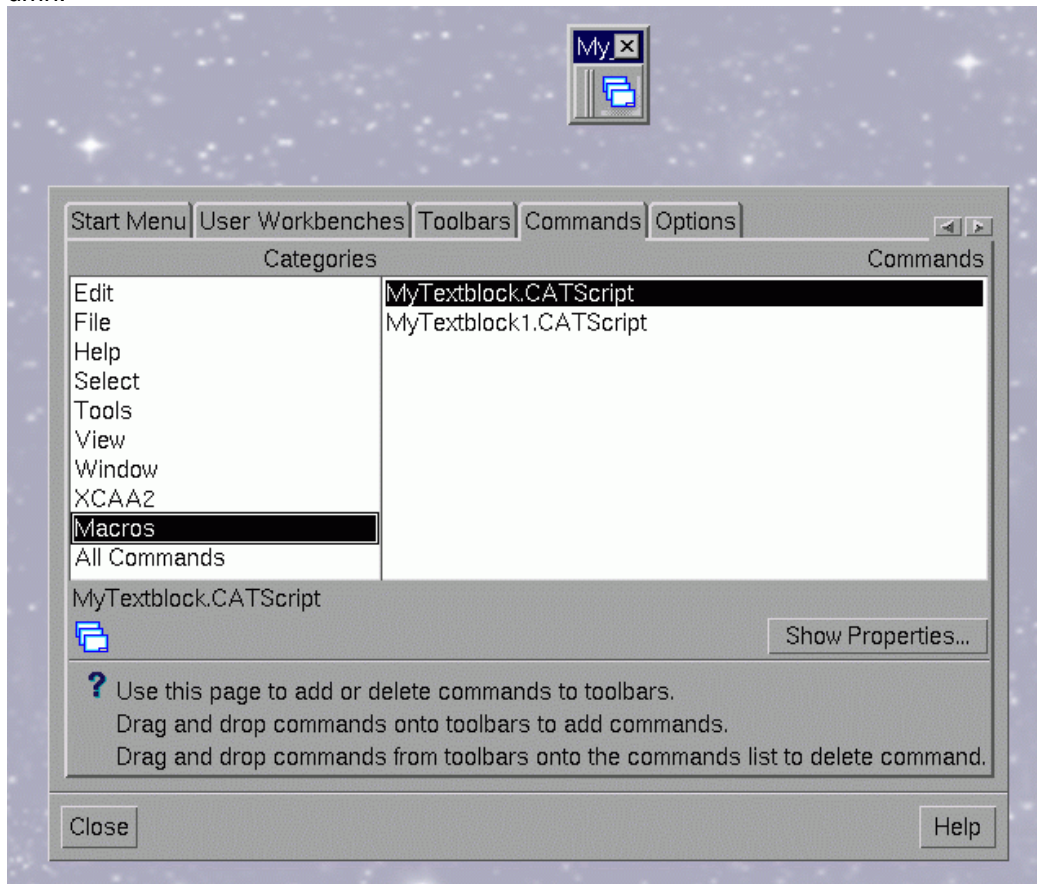 My_
Start Menu User Workbenches Toolbars Commands Options
Categories Commands
Edit MyTextblock.CATScript
File MyTextblock1.CATScript
Help
Select
Tools
View
Window
XCAA2
Macros
All Commands
MyTextblock.CATScript
Show Properties...
? Use this page to add or delete commands to toolbars.
Drag and drop commands onto toolbars to add commands.
Drag and drop commands from toolbars onto the commands list to delete command.
Close Help